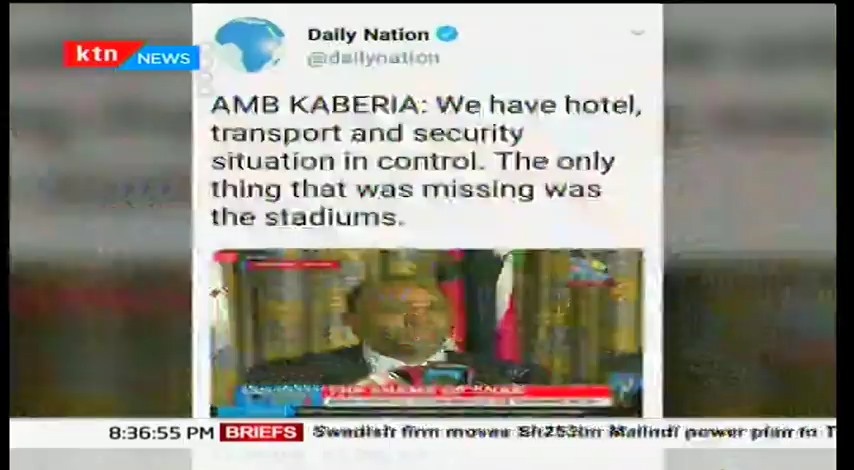 ktn NEWS
Daily Nation
@dailynation
AMB KABERIA: We have hotel,
transport and security
situation in control. The only
thing that was missing was
the stadiums.
8:36:55 PM BRIEFS Swedish firm moves Sh253m Malindi power plan to T